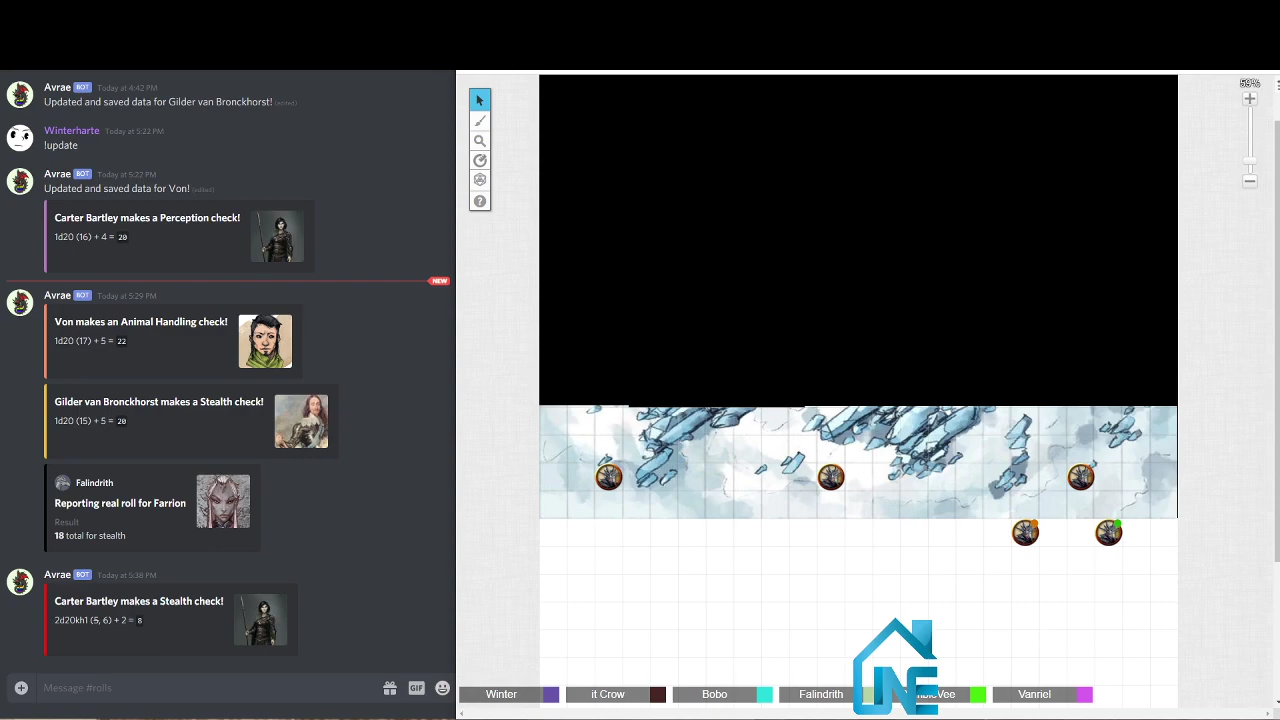 Avrae BOT Today at 4:42 PM
Updated and saved data for Gilder van Bronckhorst! (edited)
Winterharte Today at 5:22 PM
!update
Avrae BOT Today at 5:22 PM
Updated and saved data for Von! (edited)
Carter Bartley makes a Perception check!
1d20 (16) + 4 = 20
NEW
Avrae BOT Today at 5:29 PM
Von makes an Animal Handling check!
1d20 (17) + 5 = 22
Gilder van Bronckhorst makes a Stealth check!
1d20 (15) + 5 = 20
Falindrith
Reporting real roll for Farrion
Result
18 total for stealth
Avrae BOT Today at 5:38 PM
Carter Bartley makes a Stealth check!
2d20kh1 (5, 6) + 2 = 8
Message #rolls
GIF
59%
?
Winter
it Crow
Bobo
Falindrith
Vee
Vanriel